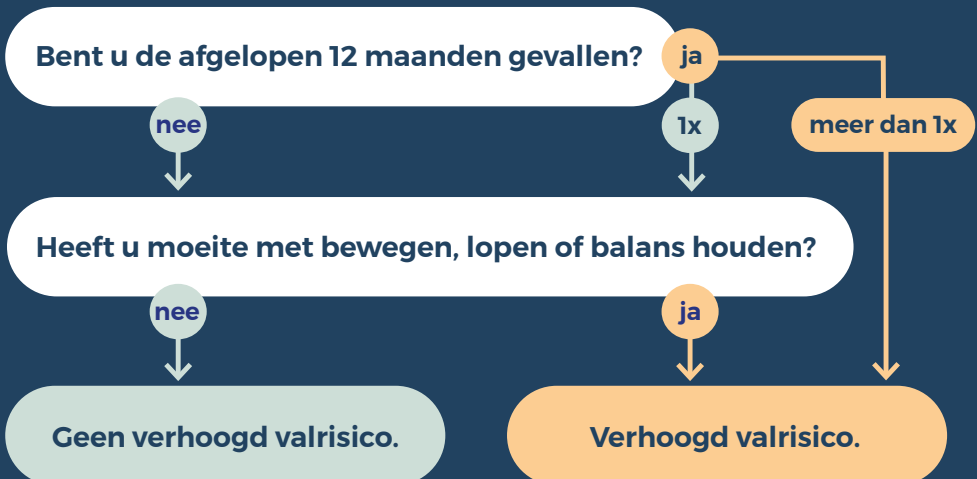 Bent u de afgelopen 12 maanden gevallen?
ja
nee
1x
meer dan 1x
Heeft u moeite met bewegen, lopen of balans houden?
nee
ja
Geen verhoogd valrisico.
Verhoogd valrisico.